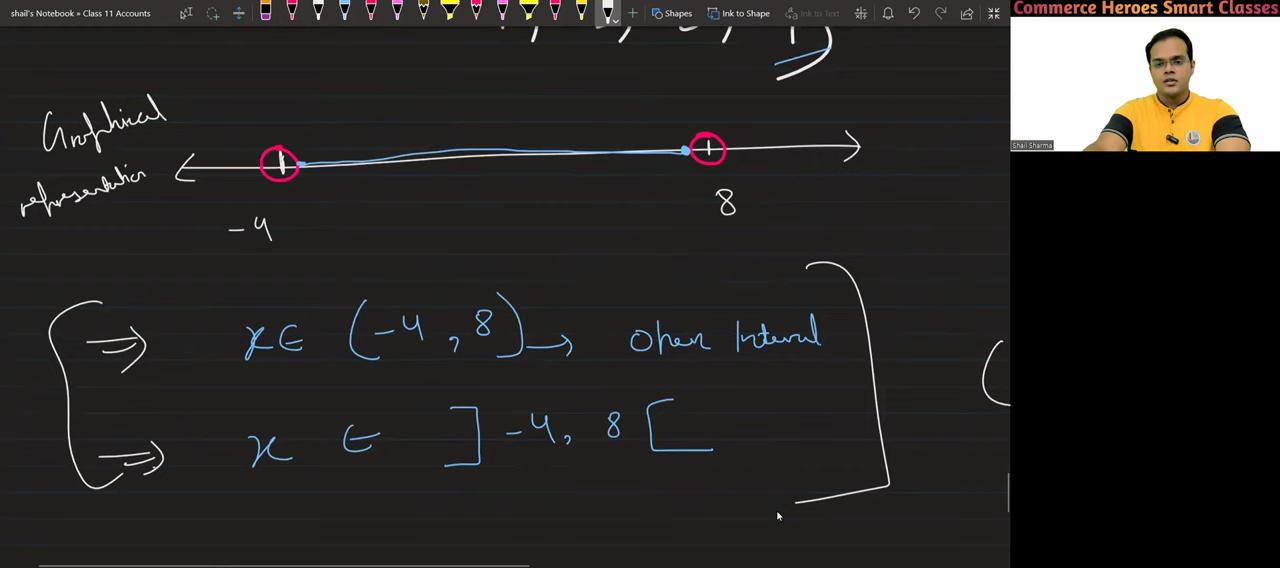 shail's Notebook » Class 11 Accounts
Shapes
Ink to Shape
Ink to Text
Commerce Heroes Smart Classes
Graphical
representation
-4
8
⇒ x ∈ (-4, 8) → Open Interval
⇒ x ∈ ]-4, 8[
Shail Sharma